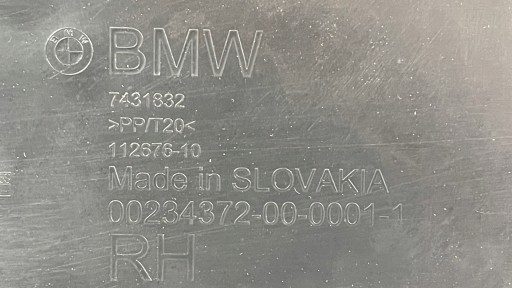 BMW
7431832
>PP/T20<
112676-10
Made in SLOVAKIA
00234372-00-0001-1
RH